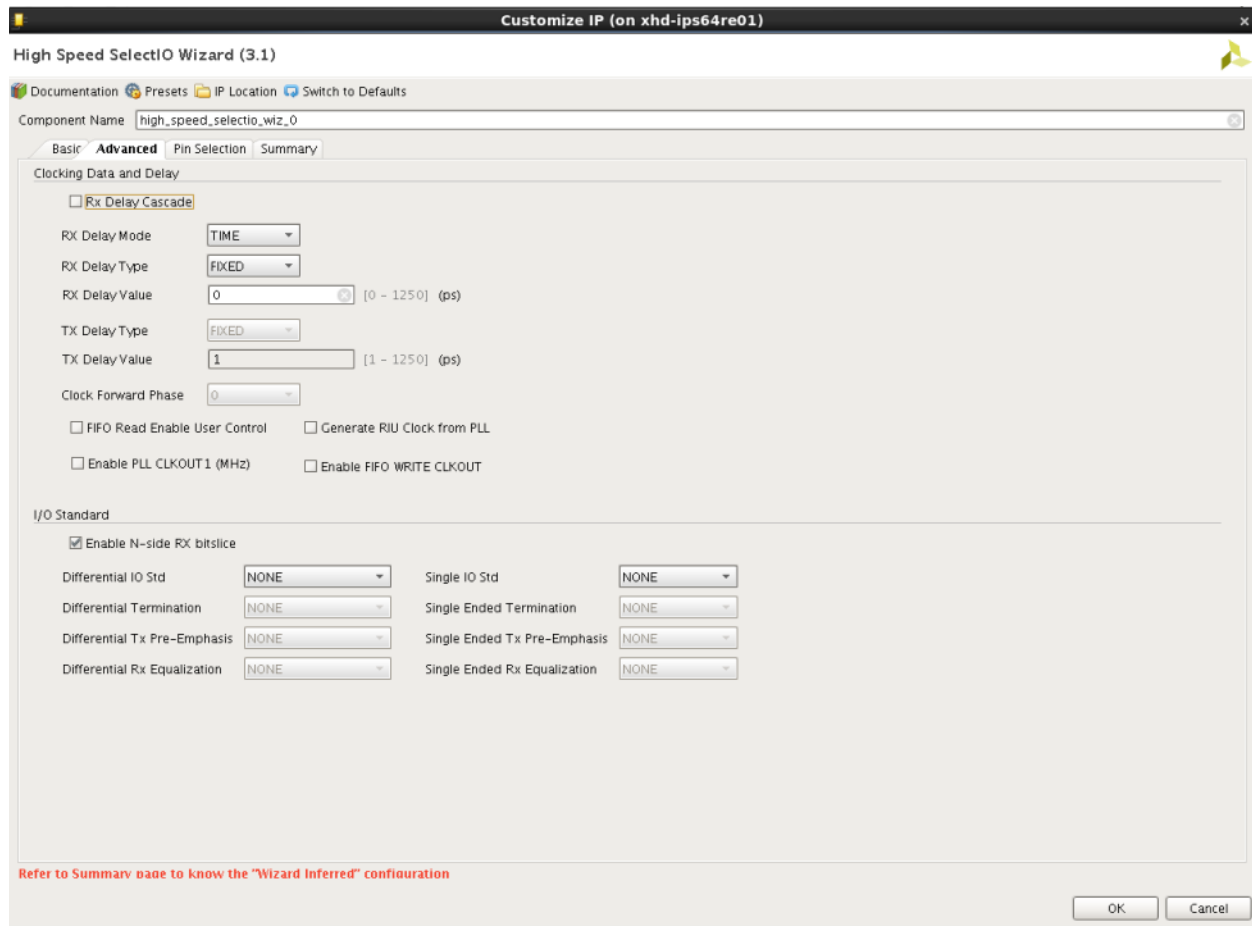 Customize IP (on xhd-ips64re01)
High Speed SelectIO Wizard (3.1)
Documentation Presets IP Location Switch to Defaults
Component Name high_speed_selectio_wiz_0
Basic Advanced Pin Selection Summary
Clocking Data and Delay
Rx Delay Cascade
RX Delay Mode TIME
RX Delay Type FIXED
RX Delay Value 0 [0 - 1250] (ps)
TX Delay Type FIXED
TX Delay Value 1 [1 - 1250] (ps)
Clock Forward Phase 0
FIFO Read Enable User Control Generate RIU Clock from PLL
Enable PLL CLKOUT1 (MHz) Enable FIFO WRITE CLKOUT
I/O Standard
Enable N-side RX bitslice
Differential IO Std NONE Single IO Std NONE
Differential Termination NONE Single Ended Termination NONE
Differential Tx Pre-Emphasis NONE Single Ended Tx Pre-Emphasis NONE
Differential Rx Equalization NONE Single Ended Rx Equalization NONE
Refer to Summary page to know the "Wizard Inferred" configuration
OK Cancel